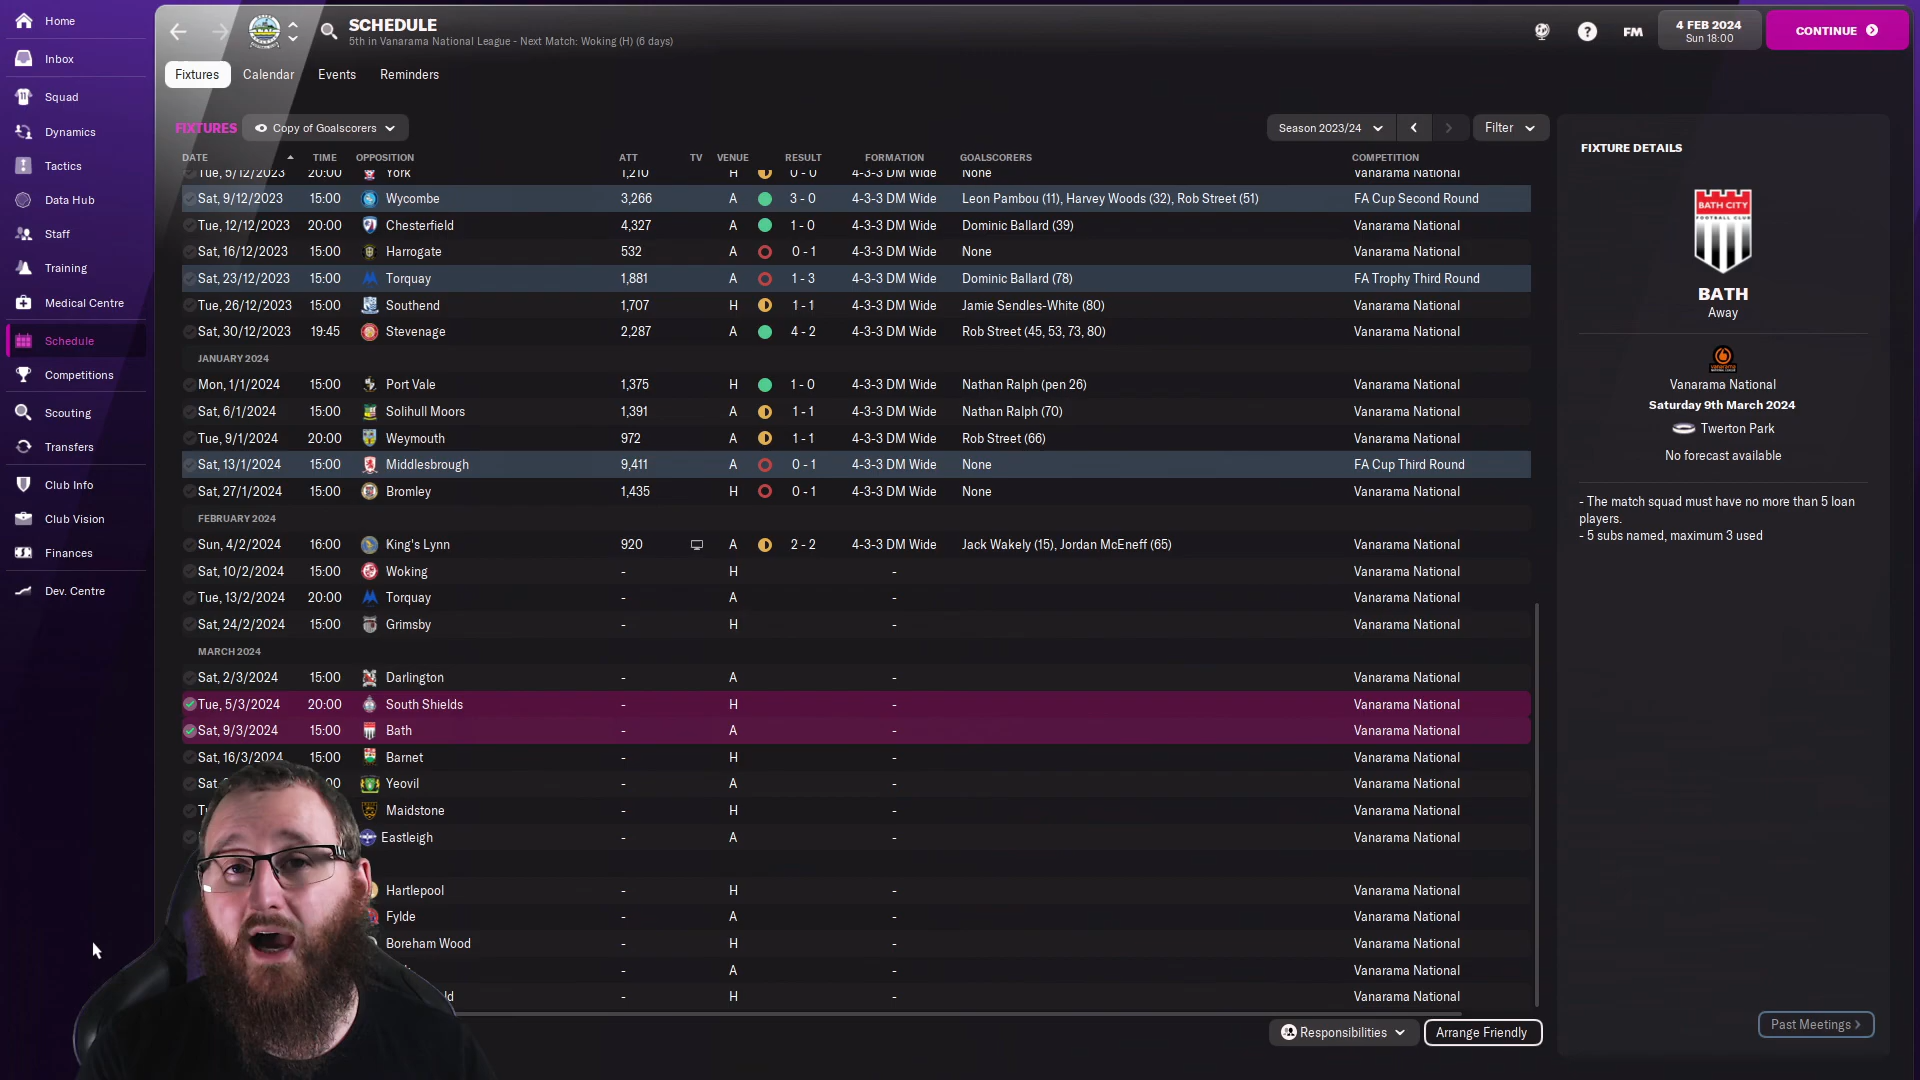 Home
Inbox
Squad
Dynamics
Tactics
Data Hub
Staff
Training
Medical Centre
Schedule
Competitions
Scouting
Transfers
Club Info
Club Vision
Finances
Dev. Centre
SCHEDULE
5th in Vanarama National League - Next Match: Woking (H) (6 days)
FM
4 FEB 2024
Sun 18:00
CONTINUE
Fixtures Calendar Events Reminders
FIXTURES Copy of Goalscorers Season 2023/24 Filter
DATE TIME OPPOSITION ATT TV VENUE RESULT FORMATION GOALSCORERS COMPETITION
Tue, 5/12/2023 20:00 York 1,210 H 0 - 0 4-3-3 DM Wide None Vanarama National
Sat, 9/12/2023 15:00 Wycombe 3,266 A 3 - 0 4-3-3 DM Wide Leon Pambou (11), Harvey Woods (32), Rob Street (51) FA Cup Second Round
Tue, 12/12/2023 20:00 Chesterfield 4,327 A 1 - 0 4-3-3 DM Wide Dominic Ballard (39) Vanarama National
Sat, 16/12/2023 15:00 Harrogate 532 A 0 - 1 4-3-3 DM Wide None Vanarama National
Sat, 23/12/2023 15:00 Torquay 1,881 A 1 - 3 4-3-3 DM Wide Dominic Ballard (78) FA Trophy Third Round
Tue, 26/12/2023 15:00 Southend 1,707 H 1 - 1 4-3-3 DM Wide Jamie Sendles-White (80) Vanarama National
Sat, 30/12/2023 19:45 Stevenage 2,287 A 4 - 2 4-3-3 DM Wide Rob Street (45, 53, 73, 80) Vanarama National
JANUARY 2024
Mon, 1/1/2024 15:00 Port Vale 1,375 H 1 - 0 4-3-3 DM Wide Nathan Ralph (pen 26) Vanarama National
Sat, 6/1/2024 15:00 Solihull Moors 1,391 A 1 - 1 4-3-3 DM Wide Nathan Ralph (70) Vanarama National
Tue, 9/1/2024 20:00 Weymouth 972 A 1 - 1 4-3-3 DM Wide Rob Street (66) Vanarama National
Sat, 13/1/2024 15:00 Middlesbrough 9,411 A 0 - 1 4-3-3 DM Wide None FA Cup Third Round
Sat, 27/1/2024 15:00 Bromley 1,435 H 0 - 1 4-3-3 DM Wide None Vanarama National
FEBRUARY 2024
Sun, 4/2/2024 16:00 King's Lynn 920 A 2 - 2 4-3-3 DM Wide Jack Wakely (15), Jordan McEneff (65) Vanarama National
Sat, 10/2/2024 15:00 Woking - H - Vanarama National
Tue, 13/2/2024 20:00 Torquay - A - Vanarama National
Sat, 24/2/2024 15:00 Grimsby - H - Vanarama National
MARCH 2024
Sat, 2/3/2024 15:00 Darlington - A - Vanarama National
Tue, 5/3/2024 20:00 South Shields - H - Vanarama National
Sat, 9/3/2024 15:00 Bath - A - Vanarama National
Sat, 16/3/2024 15:00 Barnet - H - Vanarama National
Sat Yeovil - A - Vanarama National
Maidstone - H - Vanarama National
Eastleigh - A - Vanarama National
Hartlepool - H - Vanarama National
Fylde - A - Vanarama National
Boreham Wood - H - Vanarama National
- A - Vanarama National
- H - Vanarama National
Responsibilities Arrange Friendly
FIXTURE DETAILS
BATH CITY
FOOTBALL CLUB
BATH
Away
Vanarama National
Saturday 9th March 2024
Twerton Park
No forecast available
- The match squad must have no more than 5 loan
players.
- 5 subs named, maximum 3 used
Past Meetings >